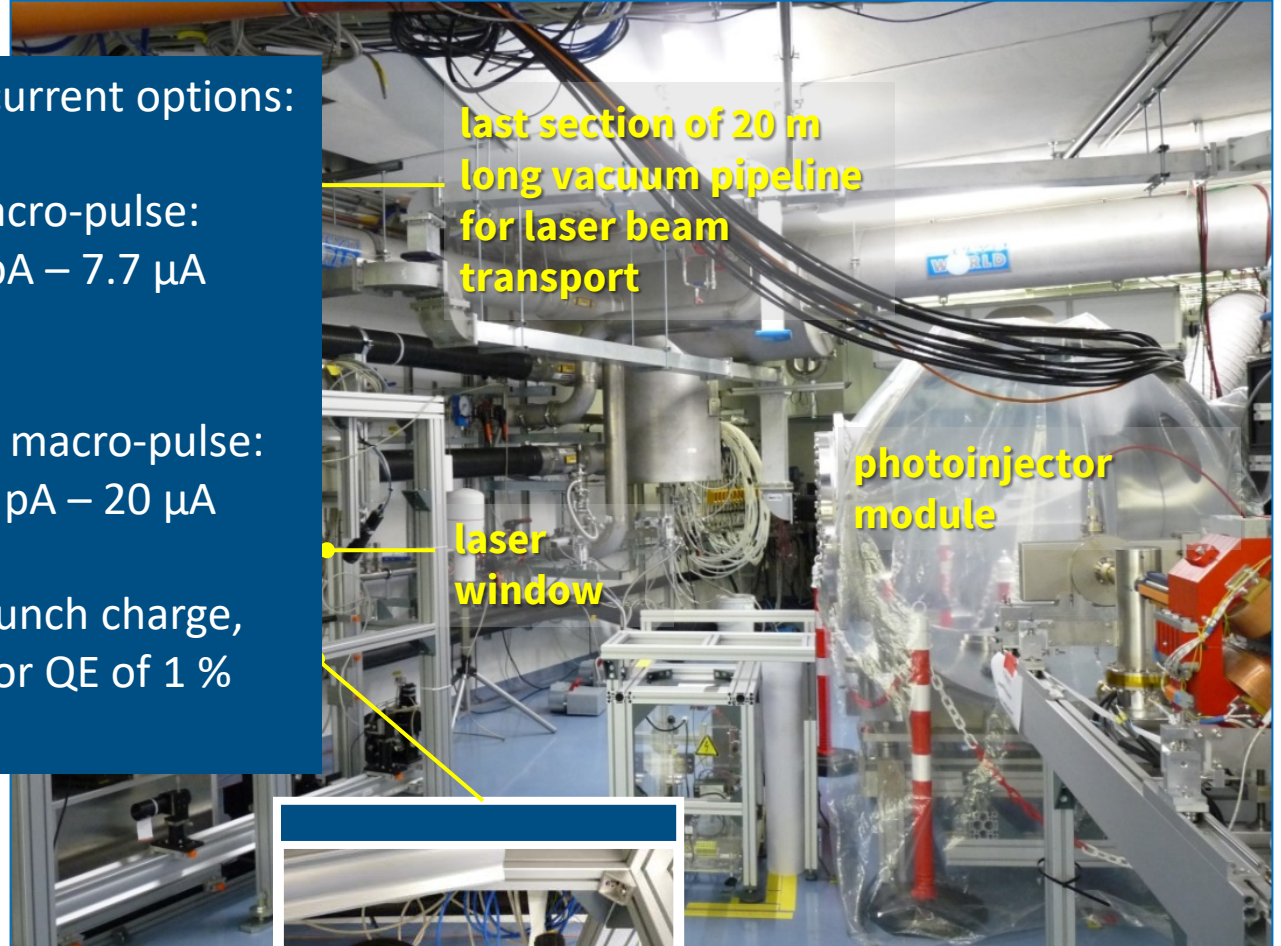 current options:
acro-pulse:
pA – 7.7 µA
macro-pulse:
pA – 20 µA
unch charge,
or QE of 1 %
last section of 20 m
long vacuum pipeline
for laser beam
transport
WORLD
laser
window
photoinjector
module